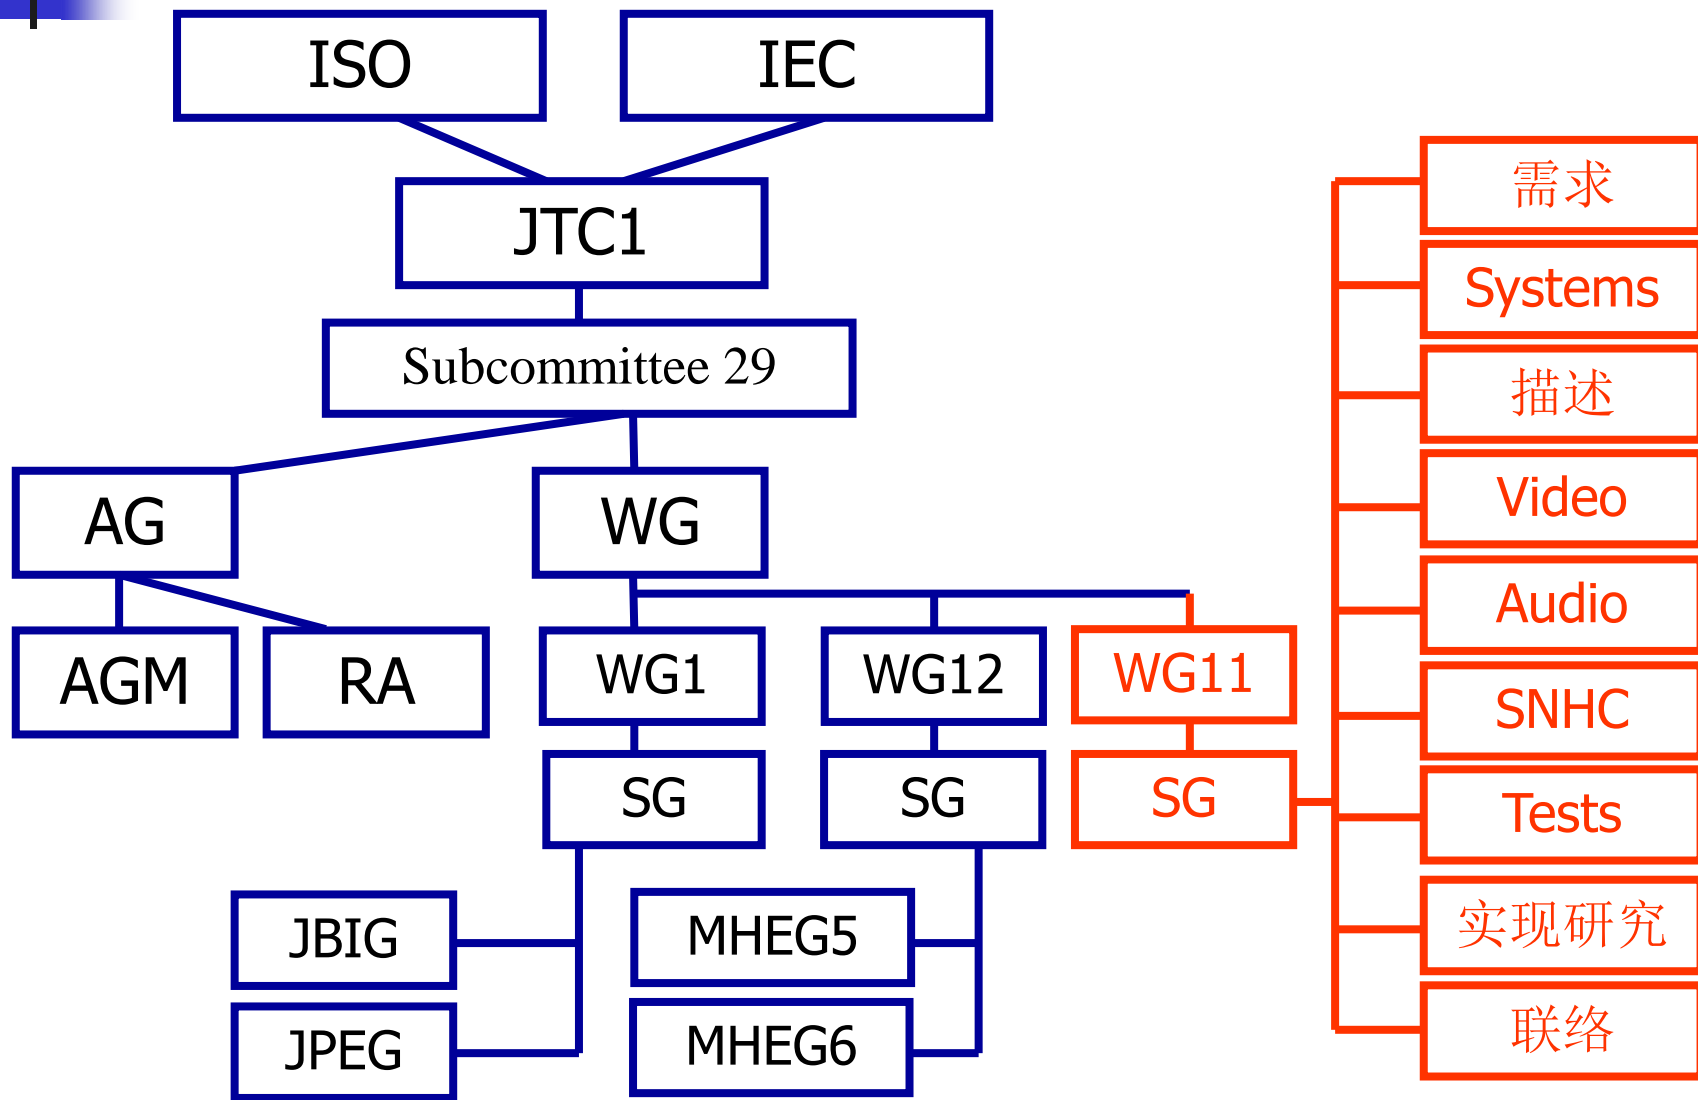 ISO
IEC
JTC1
Subcommittee 29
AG
WG
AGM
RA
WG1
WG12
WG11
SG
SG
SG
JBIG
JPEG
MHEG5
MHEG6
需求
Systems
描述
Video
Audio
SNHC
Tests
实现研究
联络